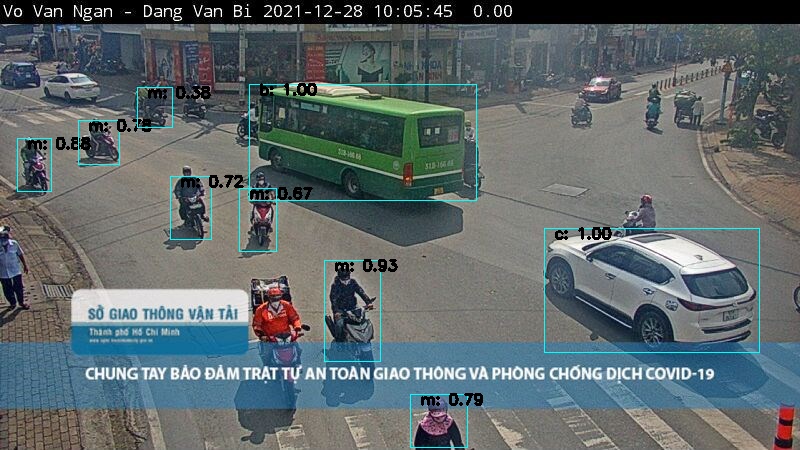 Vo Van Ngan - Dang Van Bi 2021-12-28 10:05:45 0.00
m: 0.38
b: 1.00
m: 0.78
m: 0.88
m: 0.72
m: 0.67
c: 1.00
m: 0.93
SỞ GIAO THÔNG VẬN TẢI
Thành phố Hồ Chí Minh
CHUNG TAY BẢO ĐẢM TRẬT TỰ AN TOÀN GIAO THÔNG VÀ PHÒNG CHỐNG DỊCH COVID-19
m: 0.79